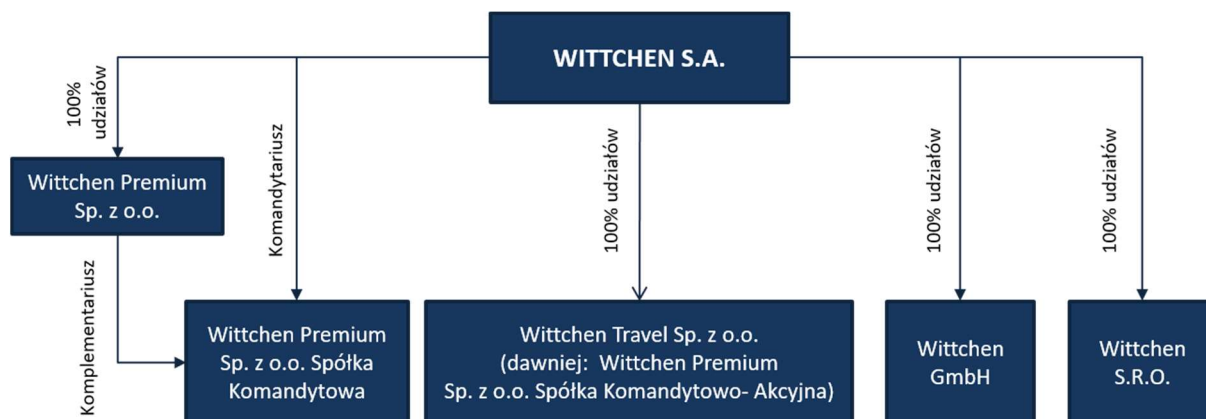 WITTCHEN S.A.
100%
udziałów
Komandytariusz
100% udziałów
100% udziałów
100% udziałów
Wittchen Premium
Sp. z o.o.
Komplementariusz
Wittchen Premium
Sp. z o.o. Spółka
Komandytowa
Wittchen Travel Sp. z o.o.
(dawniej: Wittchen Premium
Sp. z o.o. Spółka Komandytowo- Akcyjna)
Wittchen
GmbH
Wittchen
S.R.O.